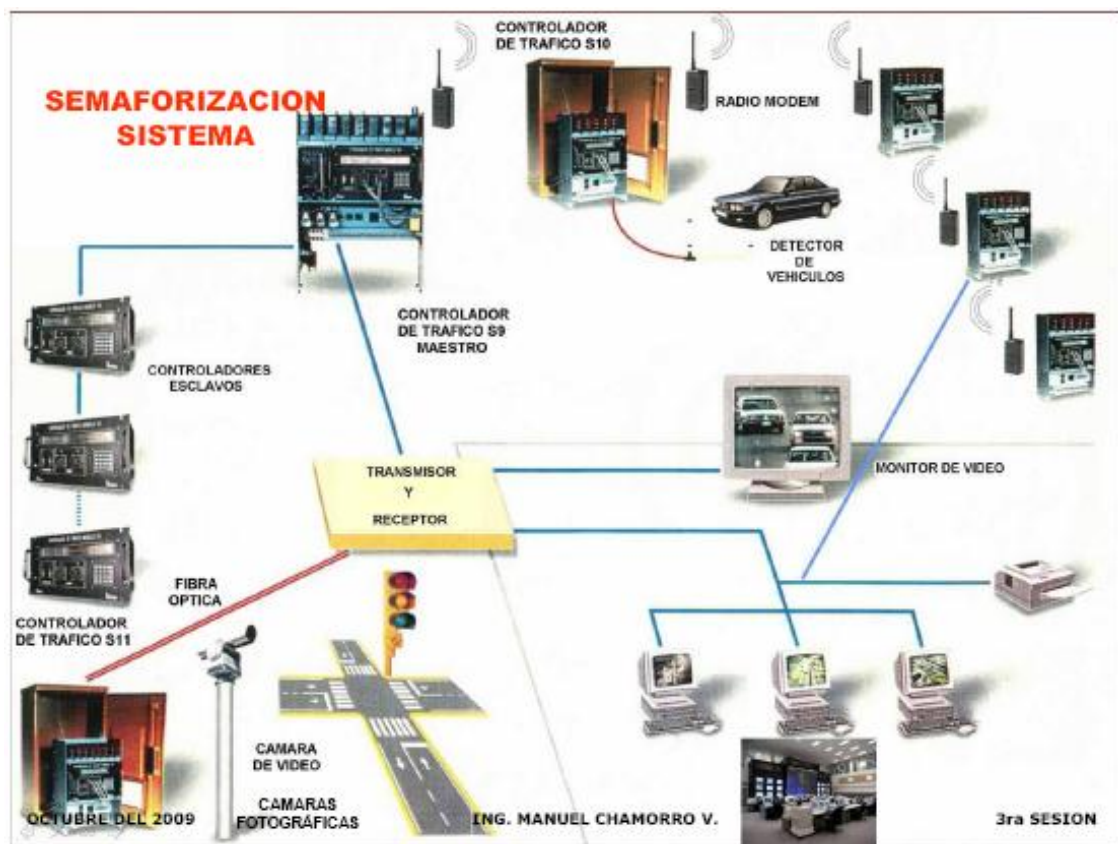 SEMAFORIZACION
SISTEMA
CONTROLADOR
DE TRAFICO S10
RADIO MODEM
DETECTOR
DE
VEHICULOS
CONTROLADOR
DE TRAFICO S9
MAESTRO
CONTROLADORES
ESCLAVOS
TRANSMISOR
Y
RECEPTOR
MONITOR DE VIDEO
FIBRA
OPTICA
CONTROLADOR
DE TRAFICO S11
CAMARA
DE VIDEO
CAMARAS
FOTOGRÁFICAS
OCTUBRE DEL 2009
ING. MANUEL CHAMORRO V.
3ra SESION